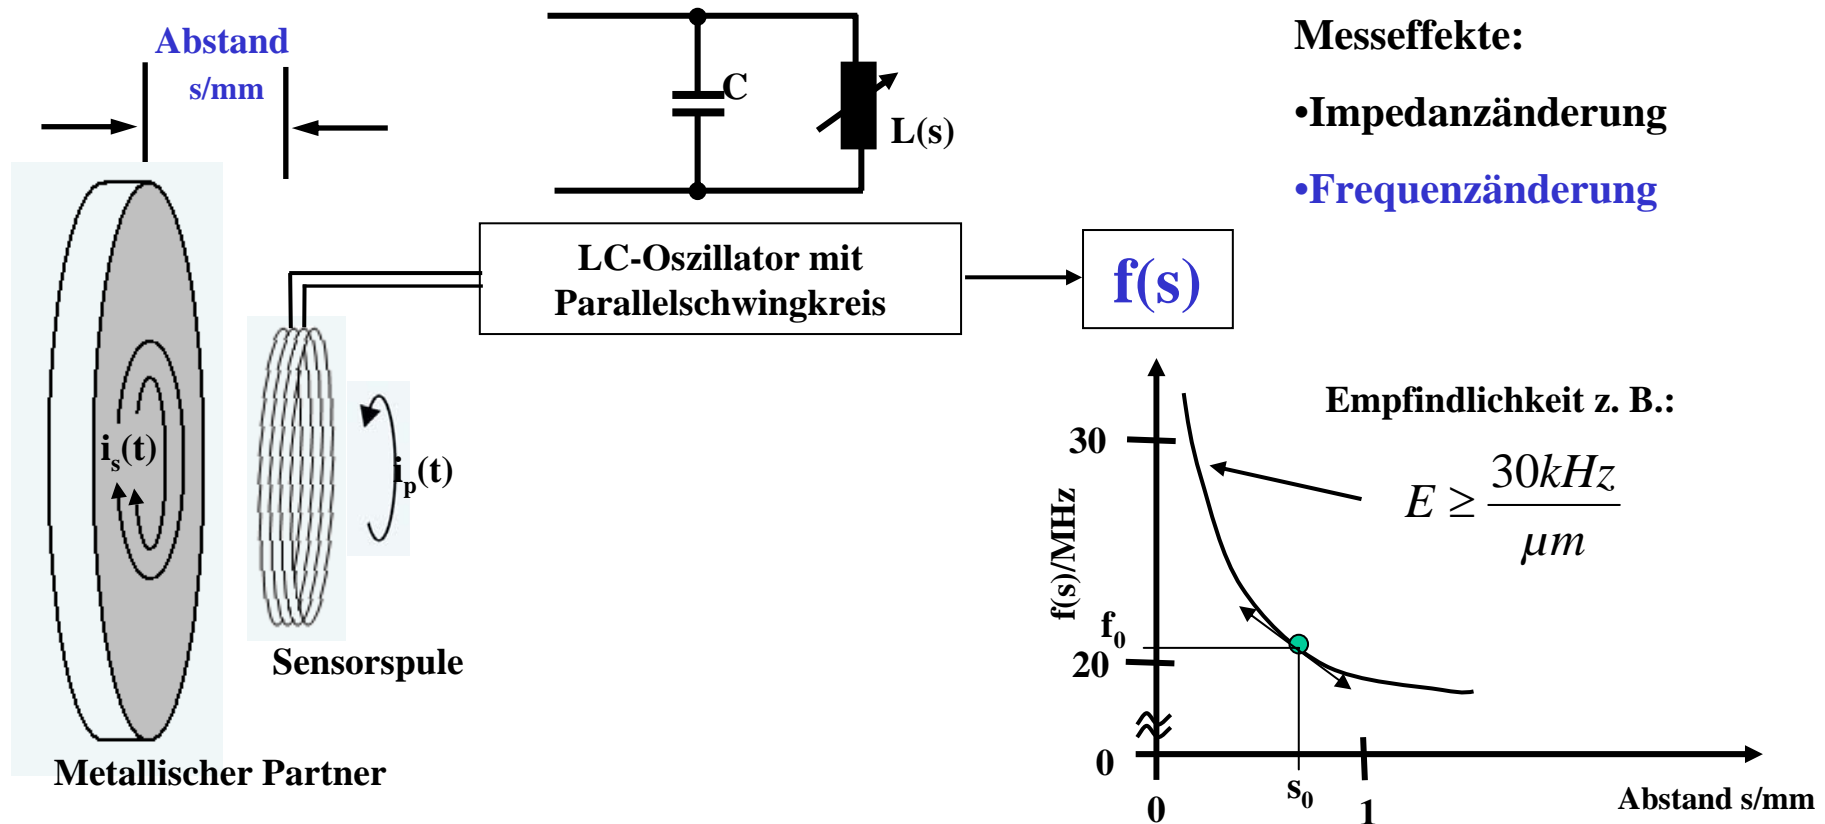 Abstand
s/mm
C
L(s)
Messeffekte:
•Impedanzänderung
•Frequenzänderung
LC-Oszillator mit
Parallelschwingkreis
f(s)
i_s(t)
i_p(t)
Sensorspule
Metallischer Partner
Empfindlichkeit z. B.:
E ≥ 30kHz/μm
f(s)/MHz
30
f_0
20
0
0
s_0
1
Abstand s/mm